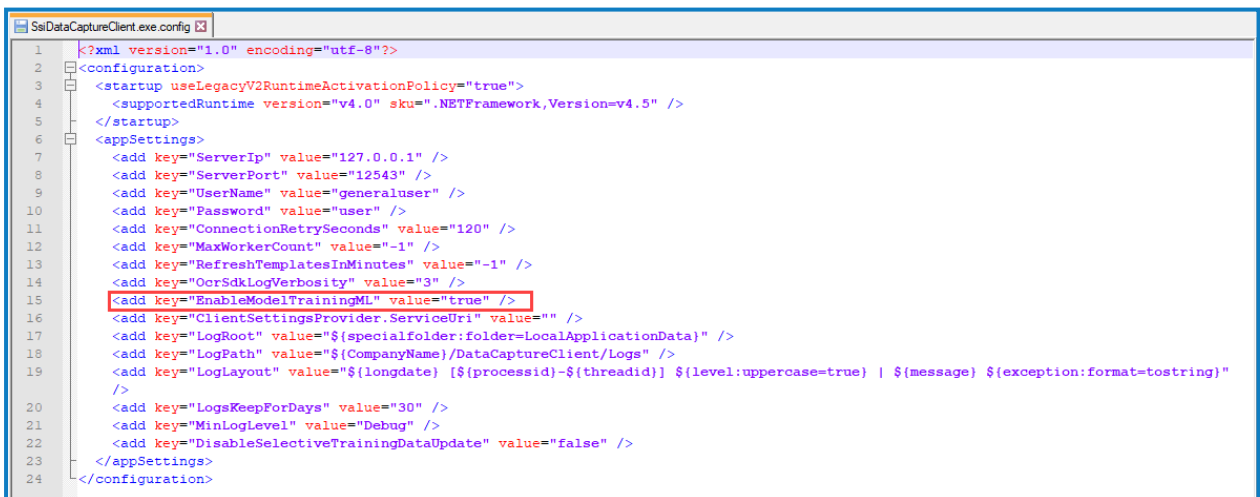 SsiDataCaptureClient.exe.config
1 <?xml version="1.0" encoding="utf-8"?>
2 <configuration>
3 <startup useLegacyV2RuntimeActivationPolicy="true">
4 <supportedRuntime version="v4.0" sku=".NETFramework,Version=v4.5" />
5 </startup>
6 <appSettings>
7 <add key="ServerIp" value="127.0.0.1" />
8 <add key="ServerPort" value="12543" />
9 <add key="UserName" value="generaluser" />
10 <add key="Password" value="user" />
11 <add key="ConnectionRetrySeconds" value="120" />
12 <add key="MaxWorkerCount" value="-1" />
13 <add key="RefreshTemplatesInMinutes" value="-1" />
14 <add key="OcrSdkLogVerbosity" value="3" />
15 <add key="EnableModelTrainingML" value="true" />
16 <add key="ClientSettingsProvider.ServiceUri" value="" />
17 <add key="LogRoot" value="${specialfolder:folder=LocalApplicationData}" />
18 <add key="LogPath" value="${CompanyName}/DataCaptureClient/Logs" />
19 <add key="LogLayout" value="${longdate} [${processid}-${threadid}] ${level:uppercase=true} | ${message} ${exception:format=tostring}"
/>
20 <add key="LogsKeepForDays" value="30" />
21 <add key="MinLogLevel" value="Debug" />
22 <add key="DisableSelectiveTrainingDataUpdate" value="false" />
23 </appSettings>
24 </configuration>